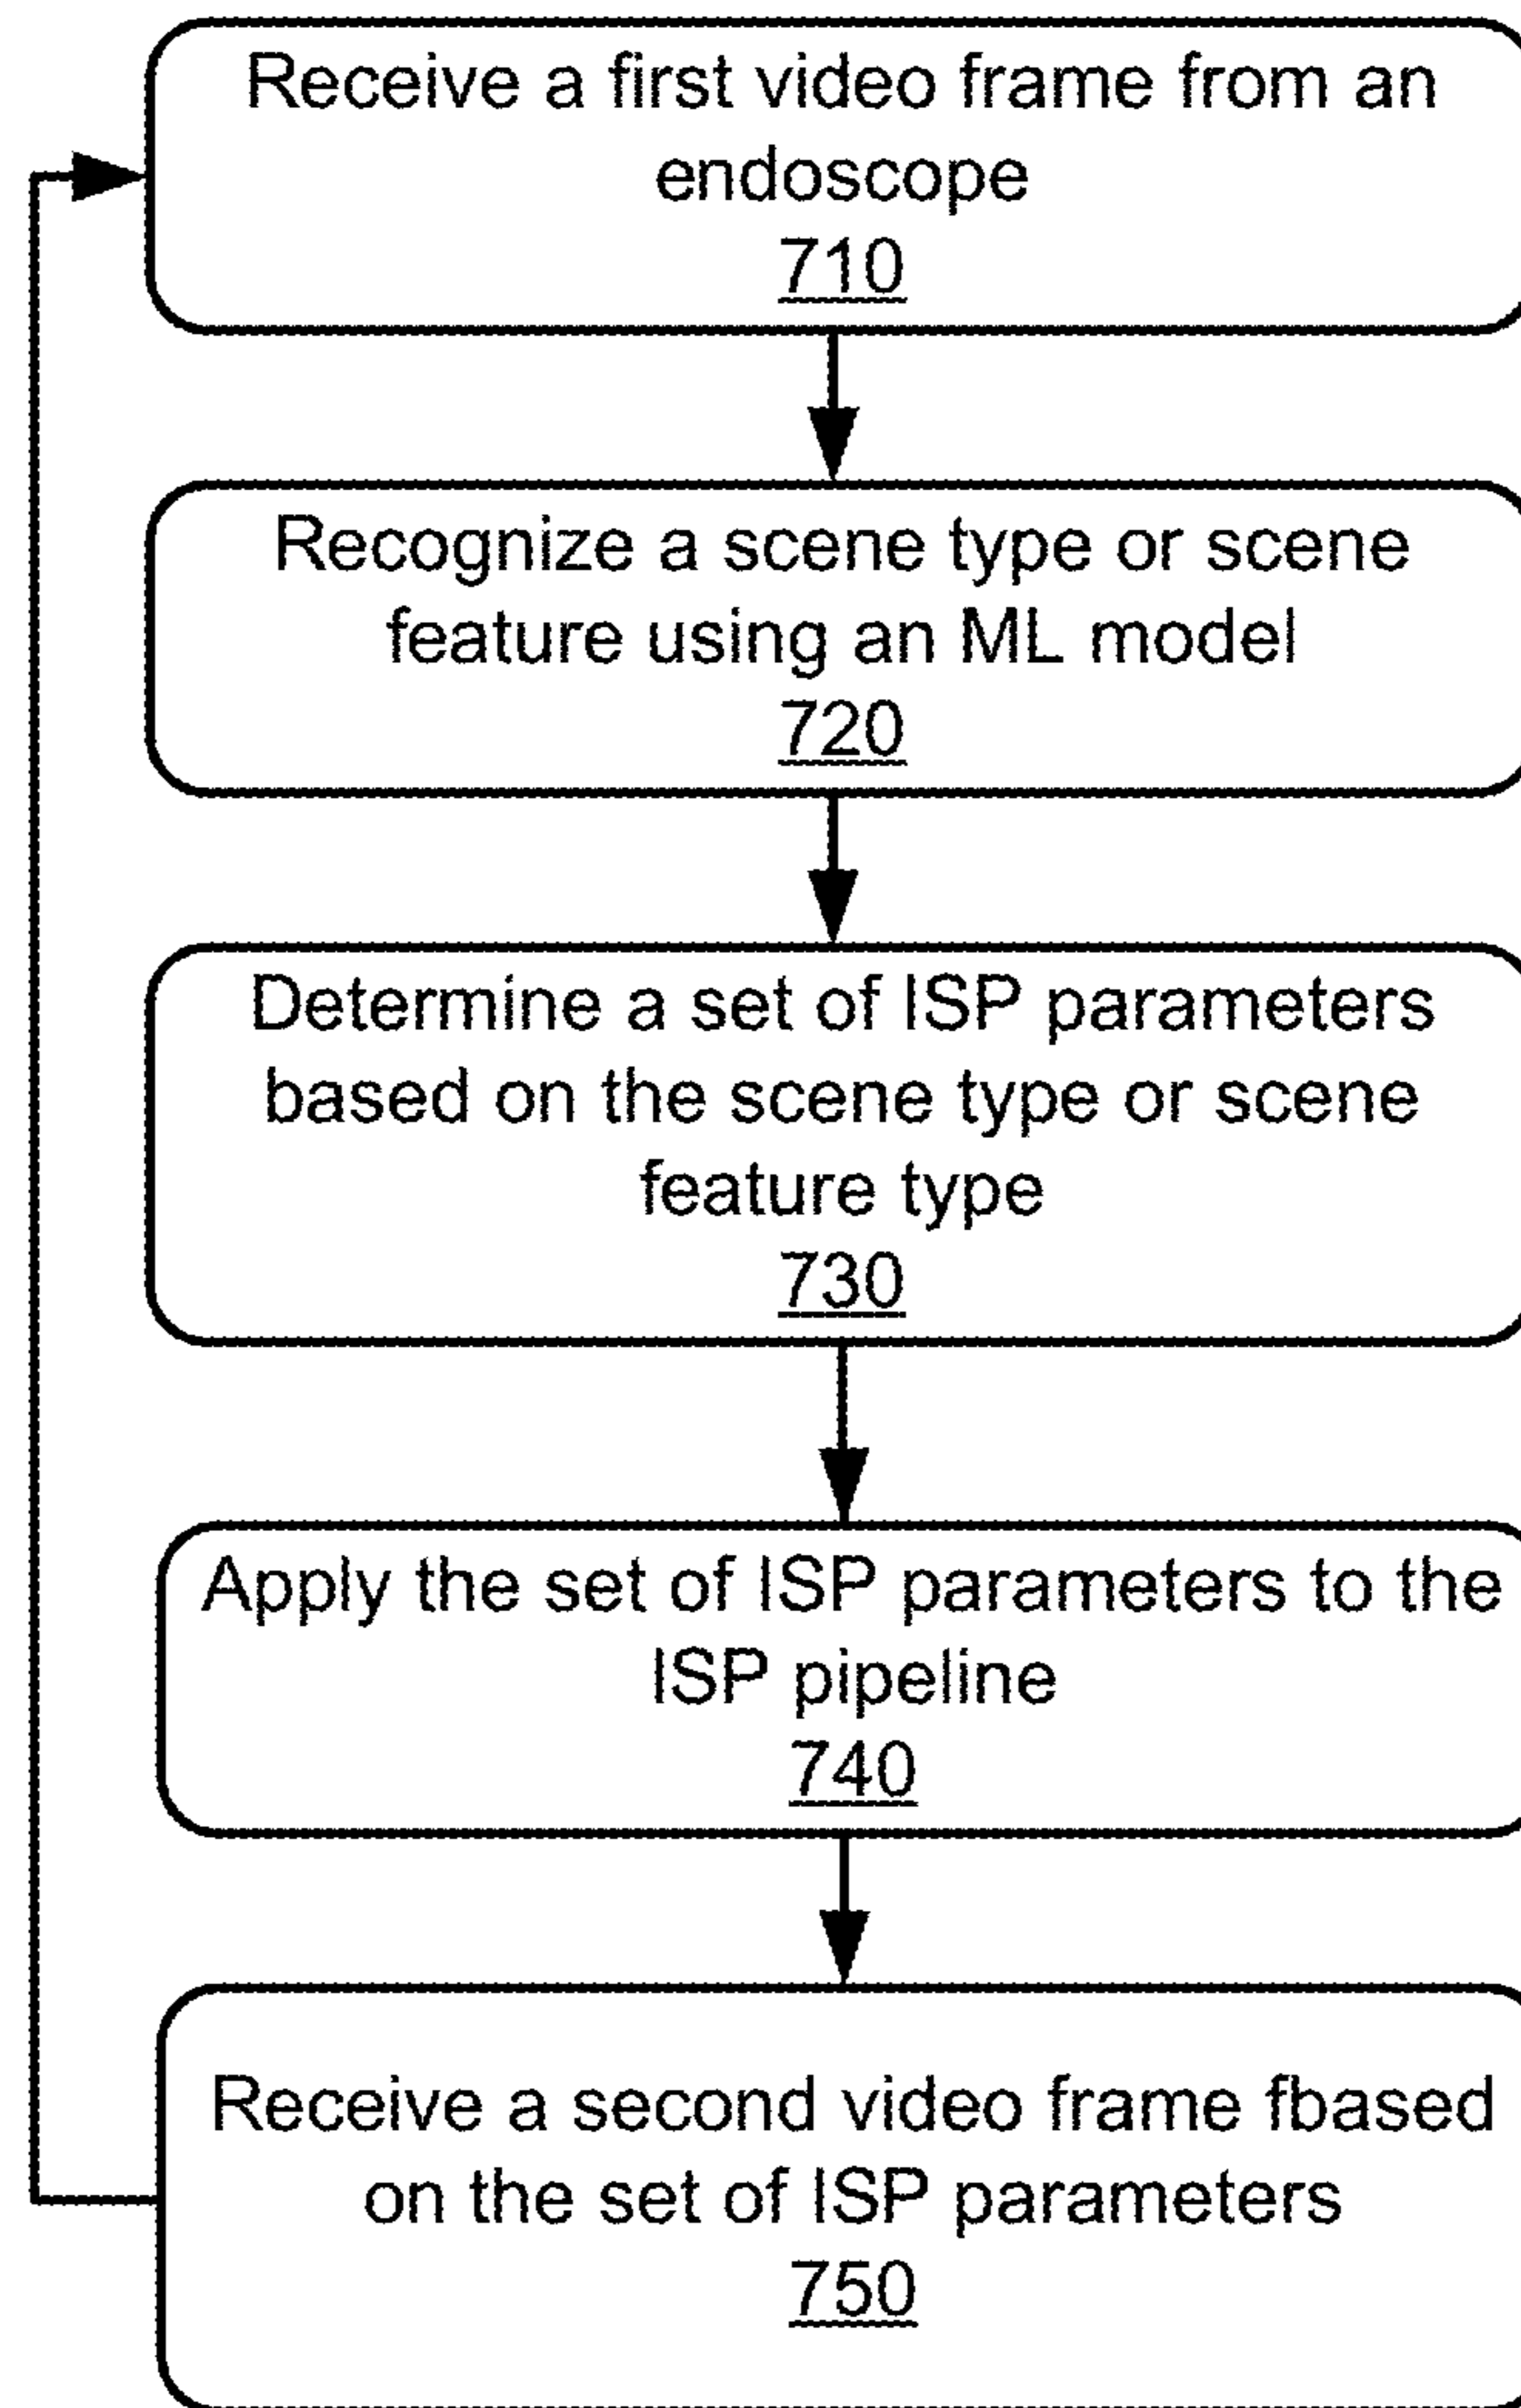 Receive a first video frame from an
endoscope
710
Recognize a scene type or scene
feature using an ML model
720
Determine a set of ISP parameters
based on the scene type or scene
feature type
730
Apply the set of ISP parameters to the
ISP pipeline
740
Receive a second video frame fbased
on the set of ISP parameters
750